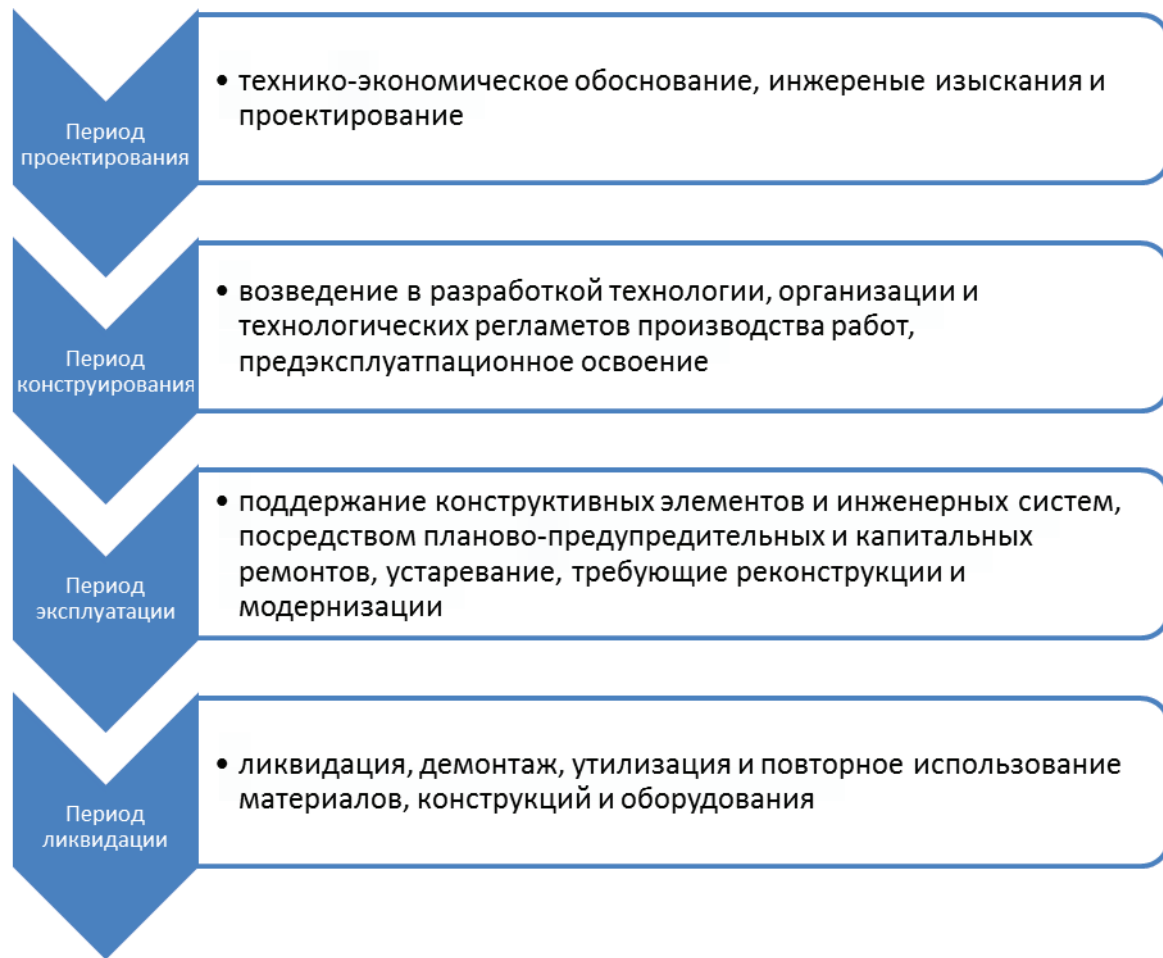 Период
проектирования
• технико-экономическое обоснование, инжереные изыскания и
проектирование
Период
конструирования
• возведение в разработкой технологии, организации и
технологических регламетов производства работ,
предэксплуатпационное освоение
Период
эксплуатации
• поддержание конструктивных элементов и инженерных систем,
посредством планово-предупредительных и капитальных
ремонтов, устаревание, требующие реконструкции и
модернизации
Период
ликвидации
• ликвидация, демонтаж, утилизация и повторное использование
материалов, конструкций и оборудования